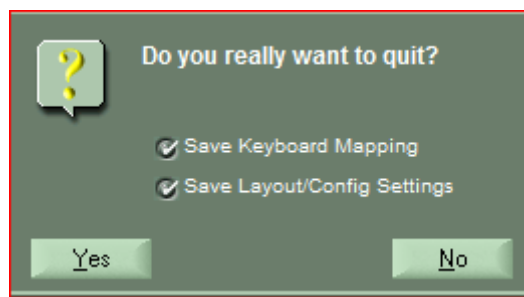 Do you really want to quit?
Save Keyboard Mapping
Save Layout/Config Settings
Yes
No